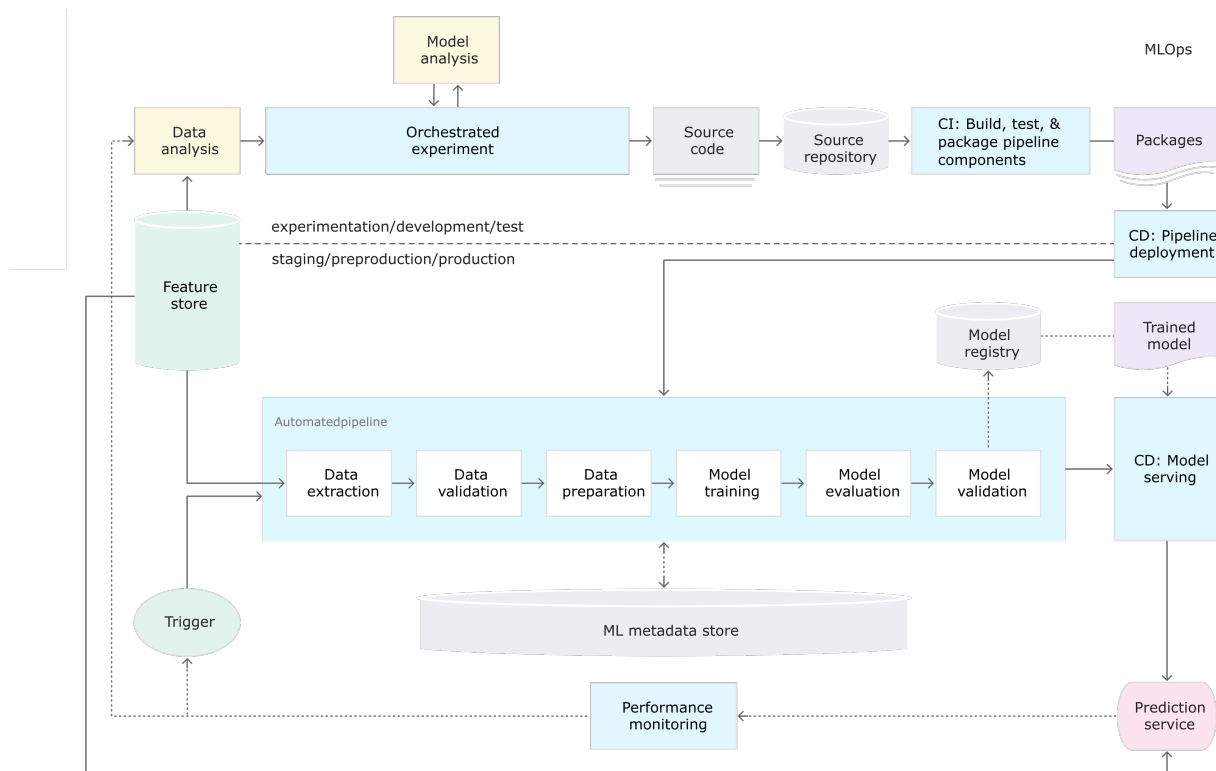 Model
analysis
MLOps
Data
analysis
Orchestrated
experiment
Source
code
Source
repository
CI: Build, test, &
package pipeline
components
Packages
experimentation/development/test
staging/preproduction/production
CD: Pipeline
deployment
Feature
store
Model
registry
Trained
model
Automatedpipeline
Data
extraction
Data
validation
Data
preparation
Model
training
Model
evaluation
Model
validation
CD: Model
serving
Trigger
ML metadata store
Performance
monitoring
Prediction
service